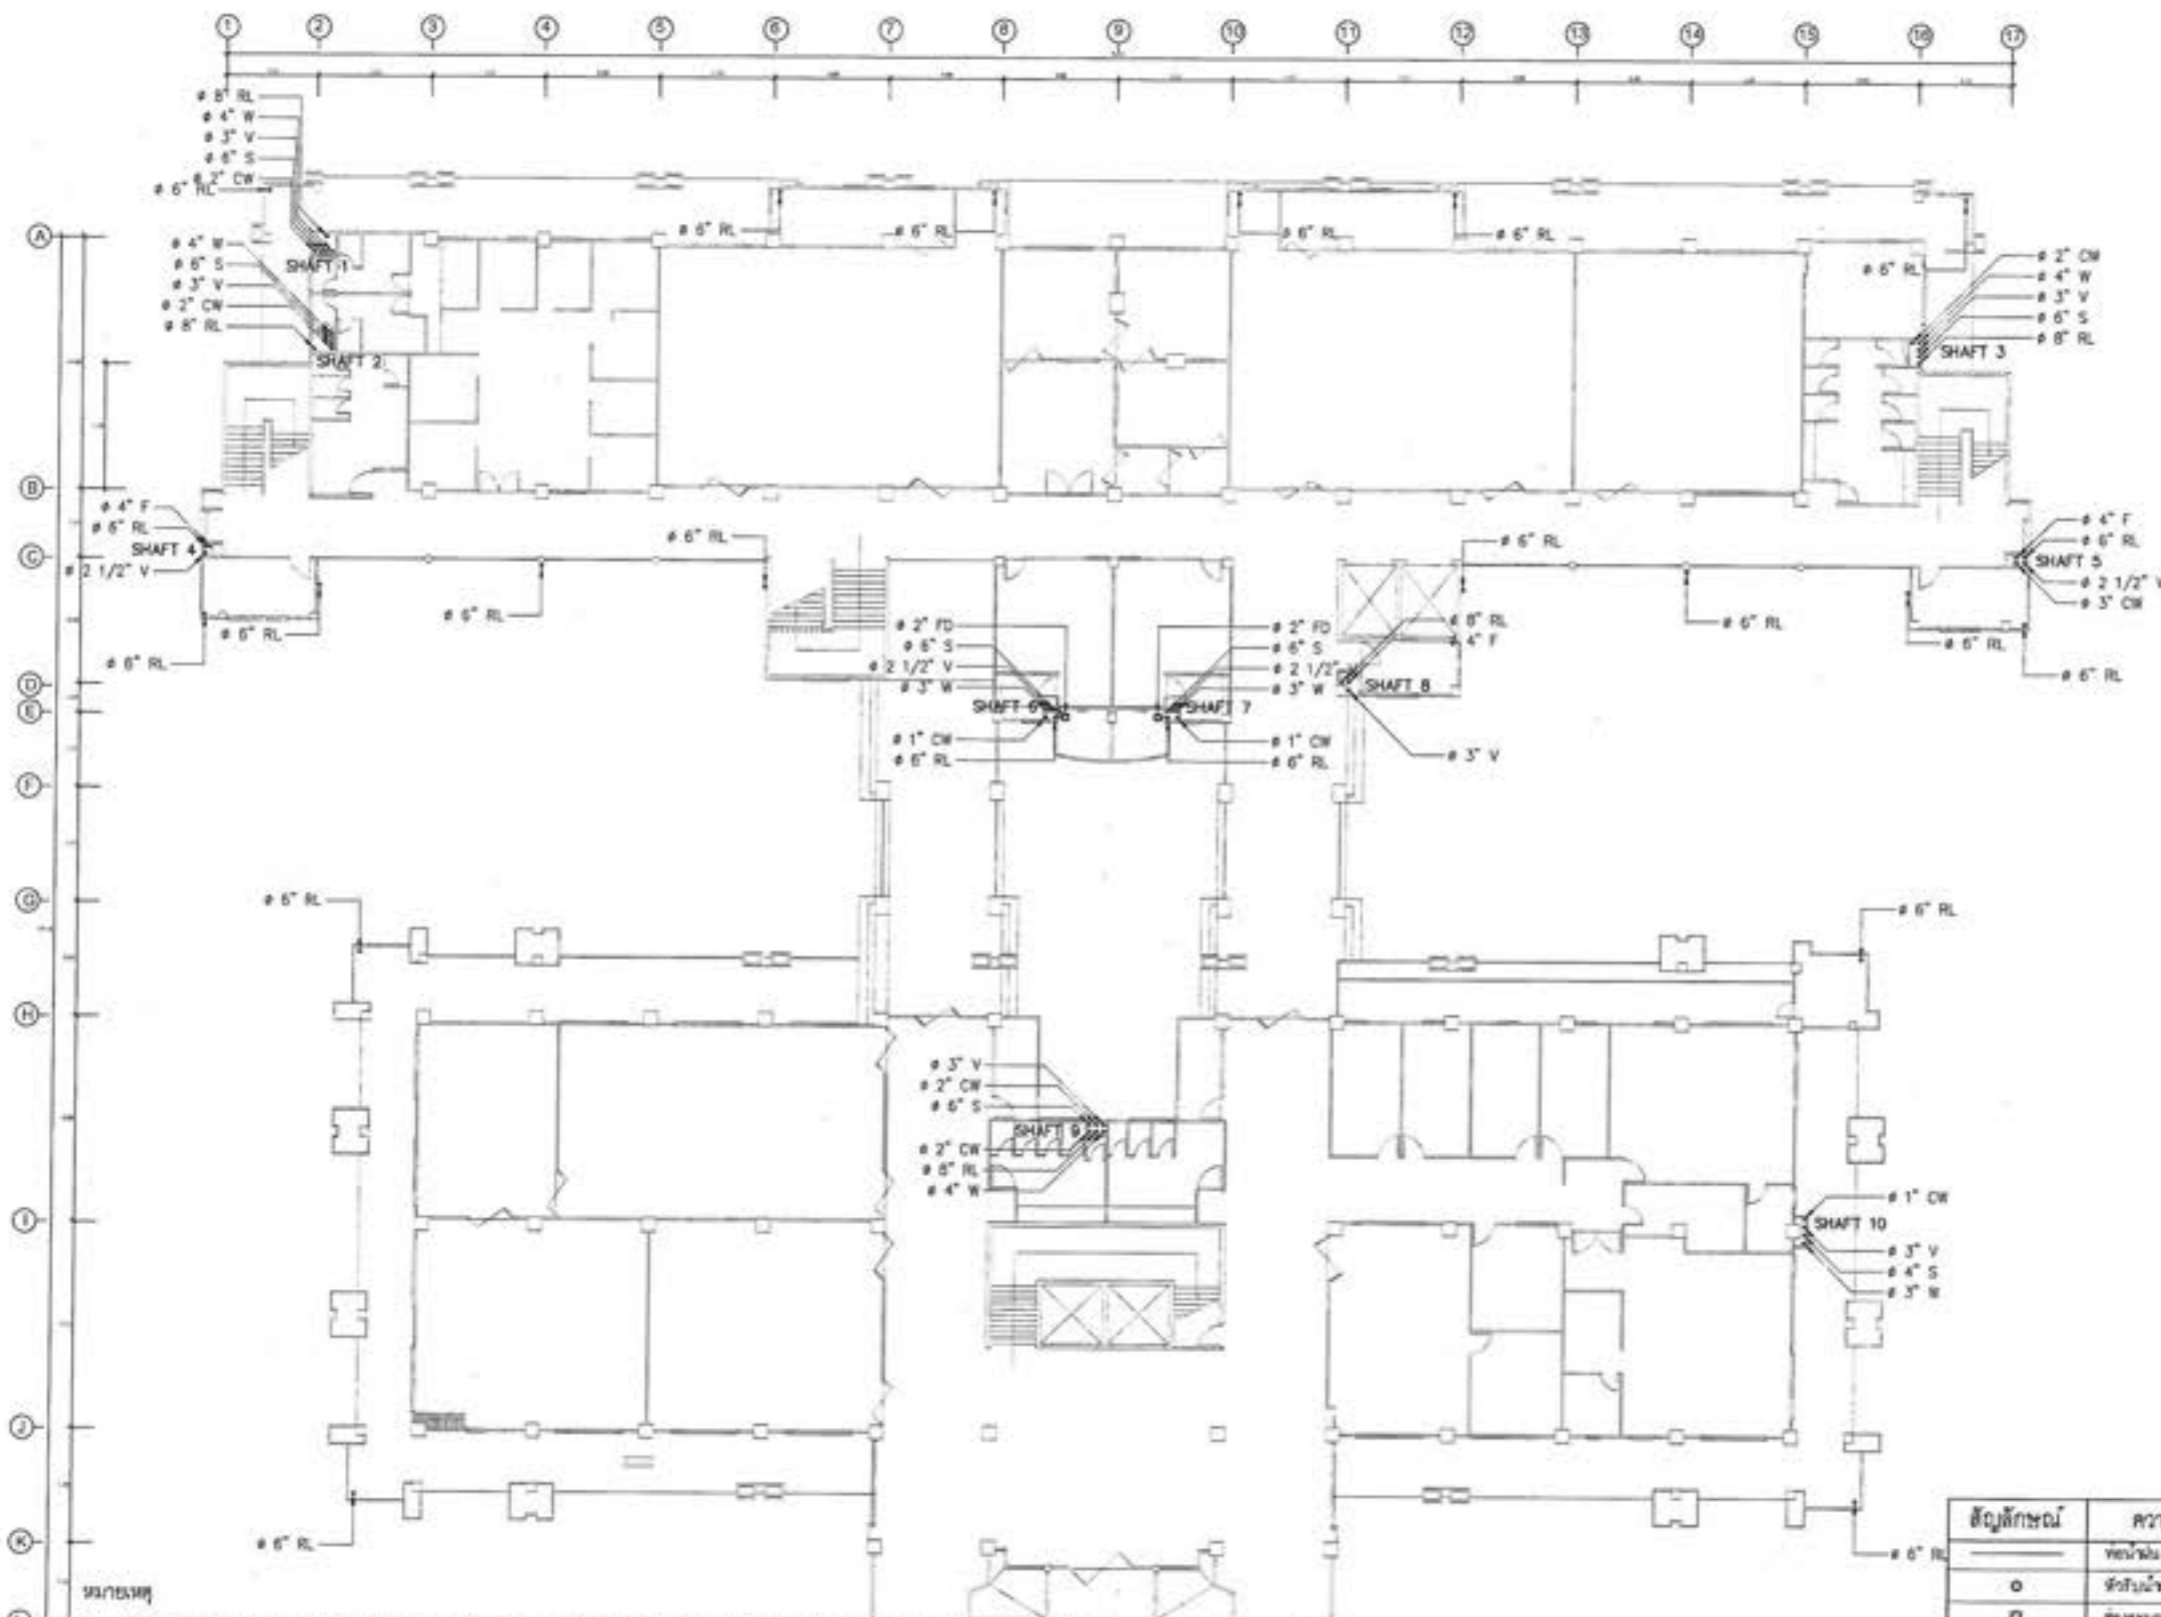 1 2 3 4 5 6 7 8 9 10 11 12 13 14 15 16 17
ø 8" RL
ø 4" W
ø 3" V
ø 6" S
ø 2" CW
ø 6" RL
A
SHAFT 1
ø 4" W
ø 6" S
ø 3" V
ø 2" CW
ø 8" RL
SHAFT 2
ø 6" RL
ø 6" RL
ø 6" RL
ø 6" RL
ø 6" RL
ø 2" CW
ø 4" W
ø 3" V
ø 6" S
ø 8" RL
SHAFT 3
B
ø 4" F
ø 6" RL
SHAFT 4
C
ø 2 1/2" V
ø 6" RL
ø 6" RL
ø 6" RL
ø 6" RL
ø 6" RL
ø 4" F
ø 6" RL
SHAFT 5
ø 2 1/2" V
ø 3" CW
ø 6" RL
ø 6" RL
ø 6" RL
ø 2" FD
ø 6" S
ø 2 1/2" V
ø 3" W
SHAFT 6
ø 1" CW
ø 6" RL
ø 2" FD
ø 6" S
ø 2 1/2"
ø 3" W
SHAFT 7
ø 1" CW
ø 6" RL
ø 8" RL
ø 4" F
SHAFT 8
ø 3" V
D
E
F
G
ø 6" RL
ø 6" RL
H
ø 3" V
ø 2" CW
ø 6" S
SHAFT 9
ø 2" CW
ø 8" RL
ø 4" W
I
ø 1" CW
SHAFT 10
ø 3" V
ø 4" S
ø 3" W
J
K
ø 6" RL
ø 6" RL
หมายเหตุ
สัญลักษณ์